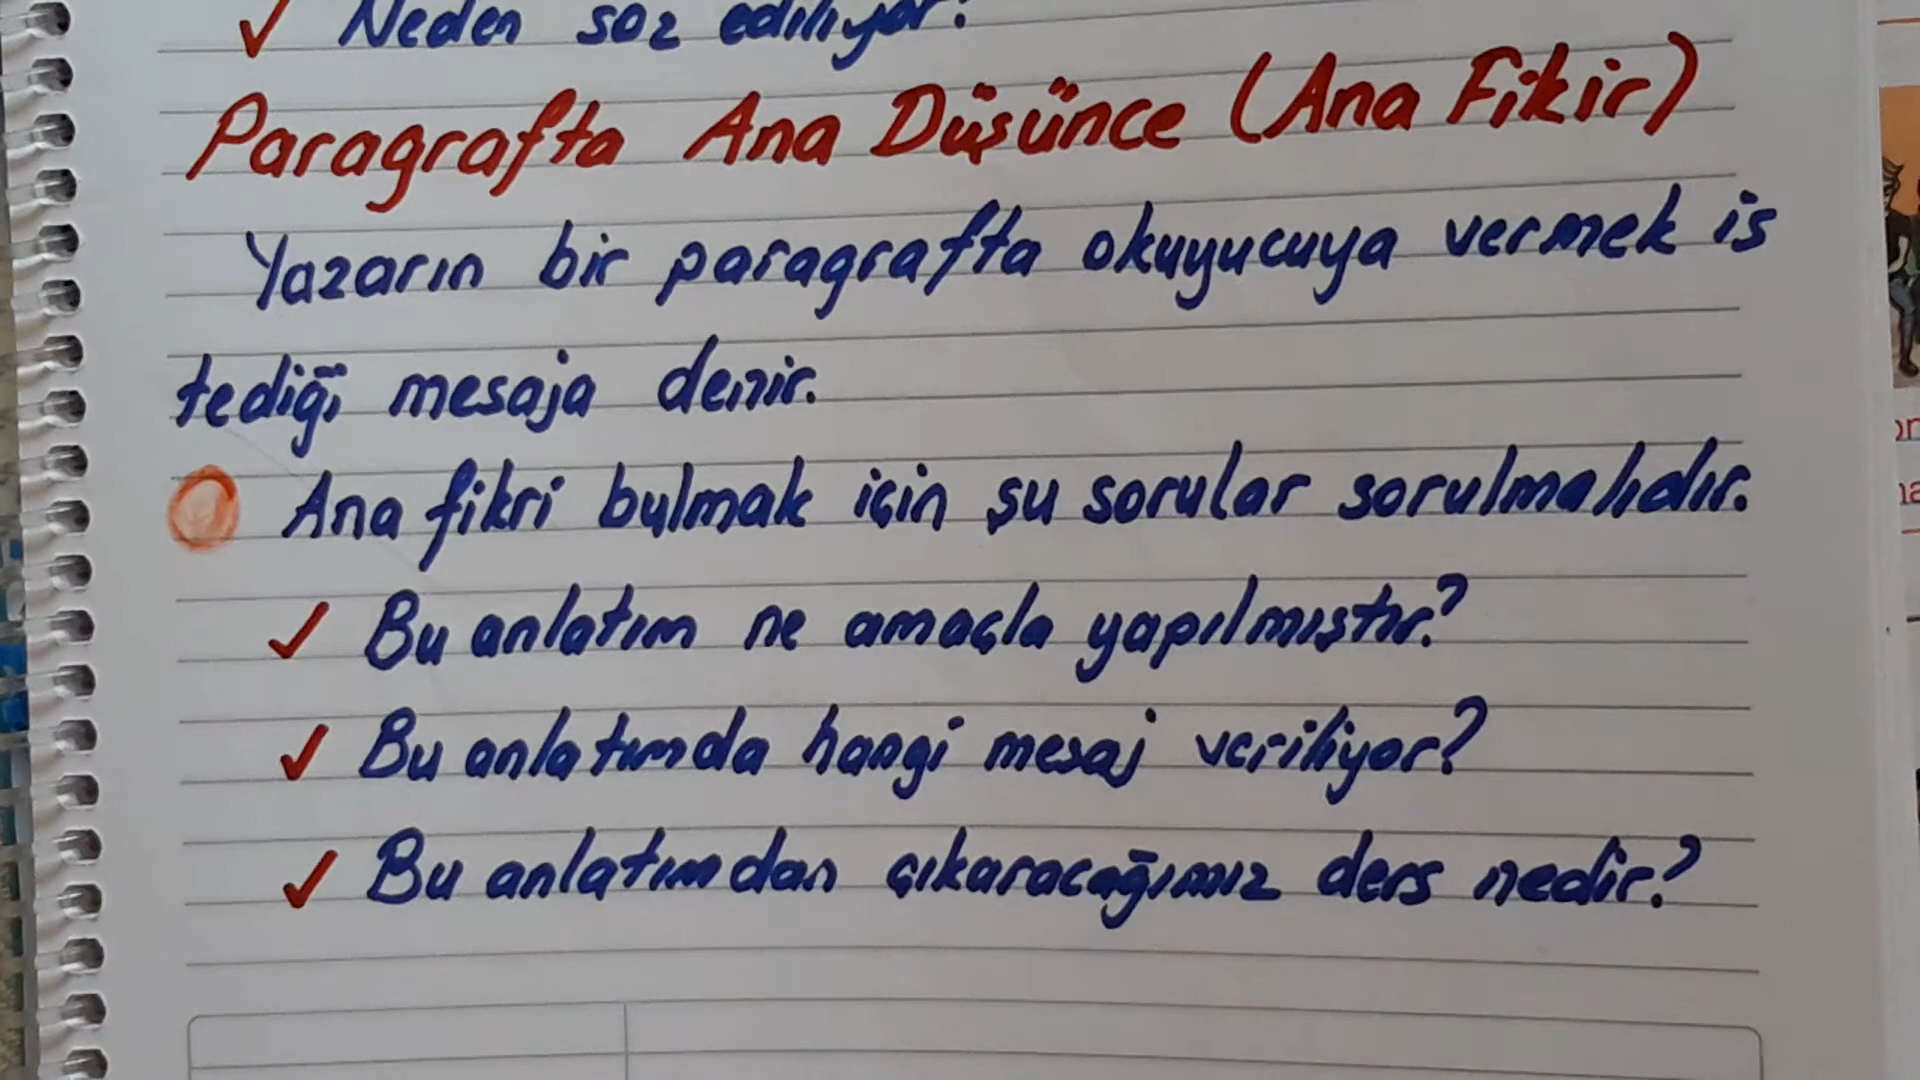 ✓ Neden söz ediliyor?
Paragrafta Ana Düşünce (Ana Fikir)
Yazarın bir paragrafta okuyucuya vermek is
tediği mesaja denir.
Ana fikri bulmak için şu sorular sorulmalıdır.
✓ Bu anlatım ne amaçla yapılmıştır?
✓ Bu anlatımda hangi mesaj veriliyor?
✓ Bu anlatımdan çıkaracağımız ders nedir?